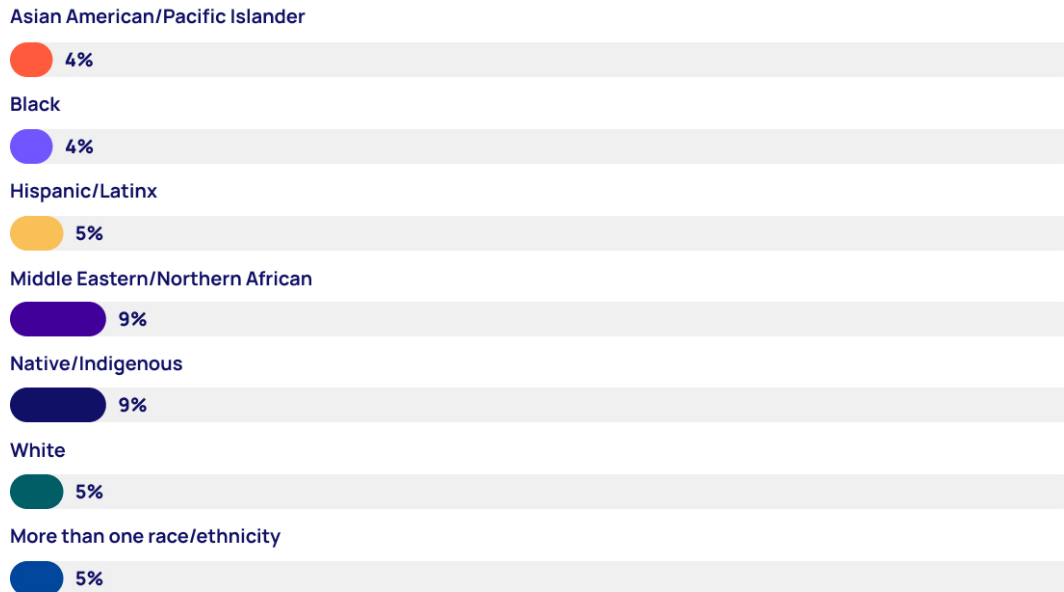 Asian American/Pacific Islander
4%
Black
4%
Hispanic/Latinx
5%
Middle Eastern/Northern African
9%
Native/Indigenous
9%
White
5%
More than one race/ethnicity
5%